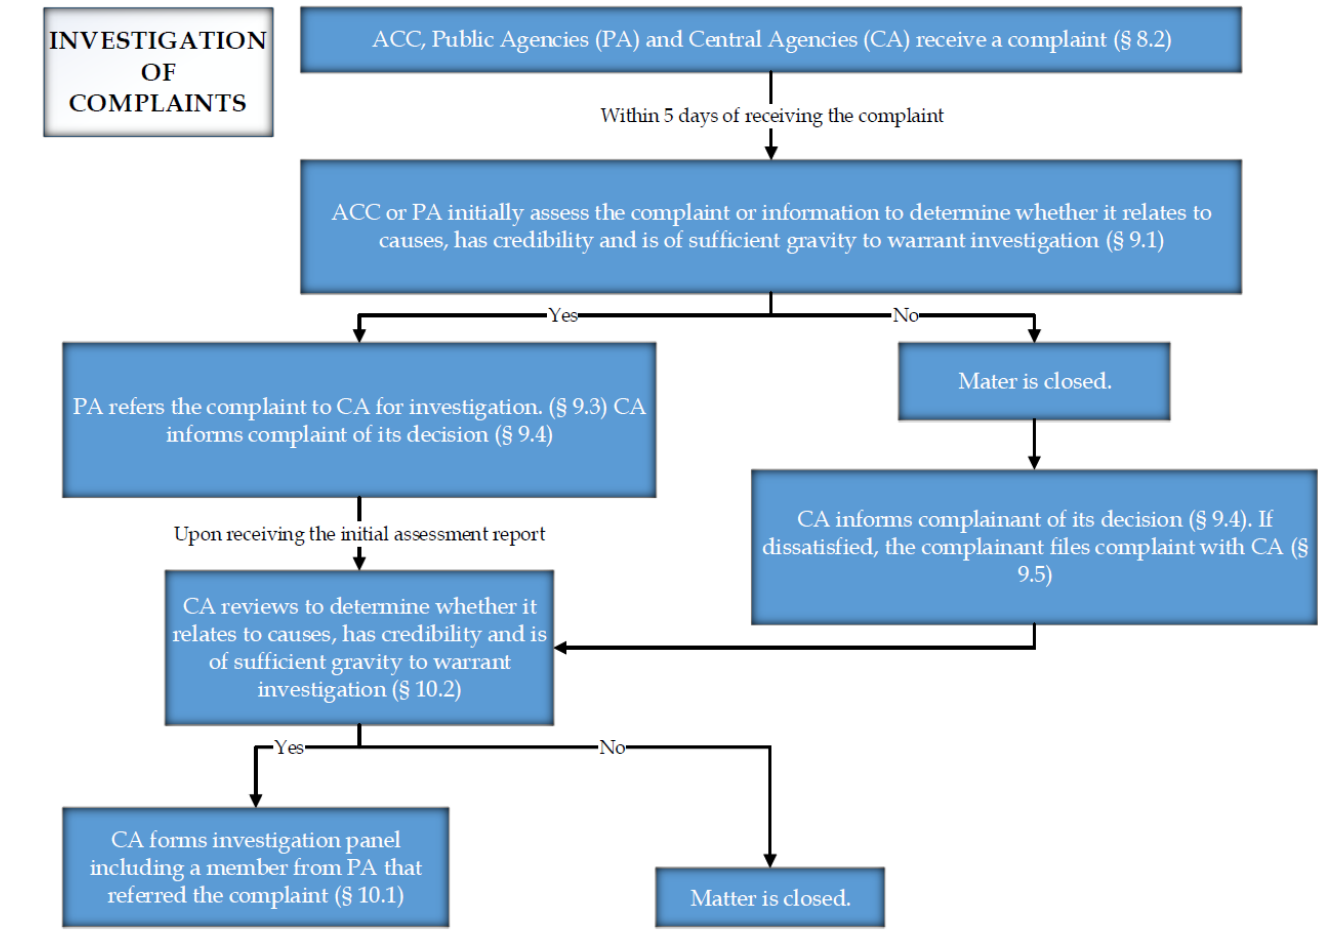 INVESTIGATION
OF
COMPLAINTS
ACC, Public Agencies (PA) and Central Agencies (CA) receive a complaint (§ 8.2)
Within 5 days of receiving the complaint
ACC or PA initially assess the complaint or information to determine whether it relates to
causes, has credibility and is of sufficient gravity to warrant investigation (§ 9.1)
Yes
No
PA refers the complaint to CA for investigation. (§ 9.3) CA
informs complaint of its decision (§ 9.4)
Mater is closed.
CA informs complainant of its decision (§ 9.4). If
dissatisfied, the complainant files complaint with CA (§
9.5)
Upon receiving the initial assessment report
CA reviews to determine whether it
relates to causes, has credibility and is
of sufficient gravity to warrant
investigation (§ 10.2)
Yes
No
CA forms investigation panel
including a member from PA that
referred the complaint (§ 10.1)
Matter is closed.